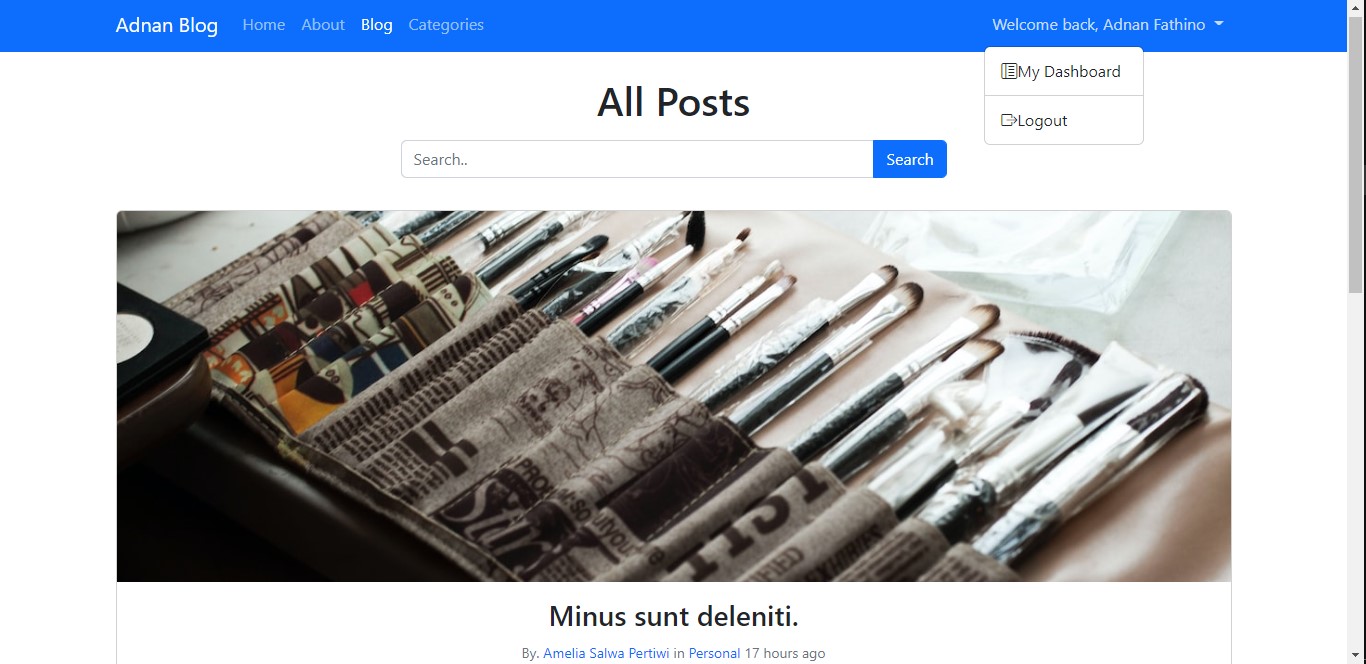 Adnan Blog Home About Blog Categories Welcome back, Adnan Fathino
My Dashboard
Logout
All Posts
Search.. Search
Minus sunt deleniti.
By. Amelia Salwa Pertiwi in Personal 17 hours ago